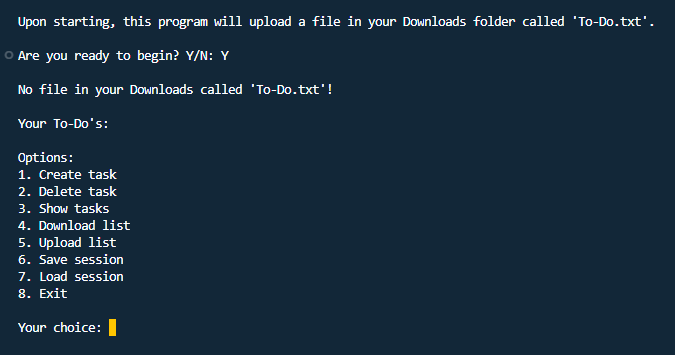 Upon starting, this program will upload a file in your Downloads folder called 'To-Do.txt'.
Are you ready to begin? Y/N: Y
No file in your Downloads called 'To-Do.txt'!
Your To-Do's:
Options:
1. Create task
2. Delete task
3. Show tasks
4. Download list
5. Upload list
6. Save session
7. Load session
8. Exit
Your choice: